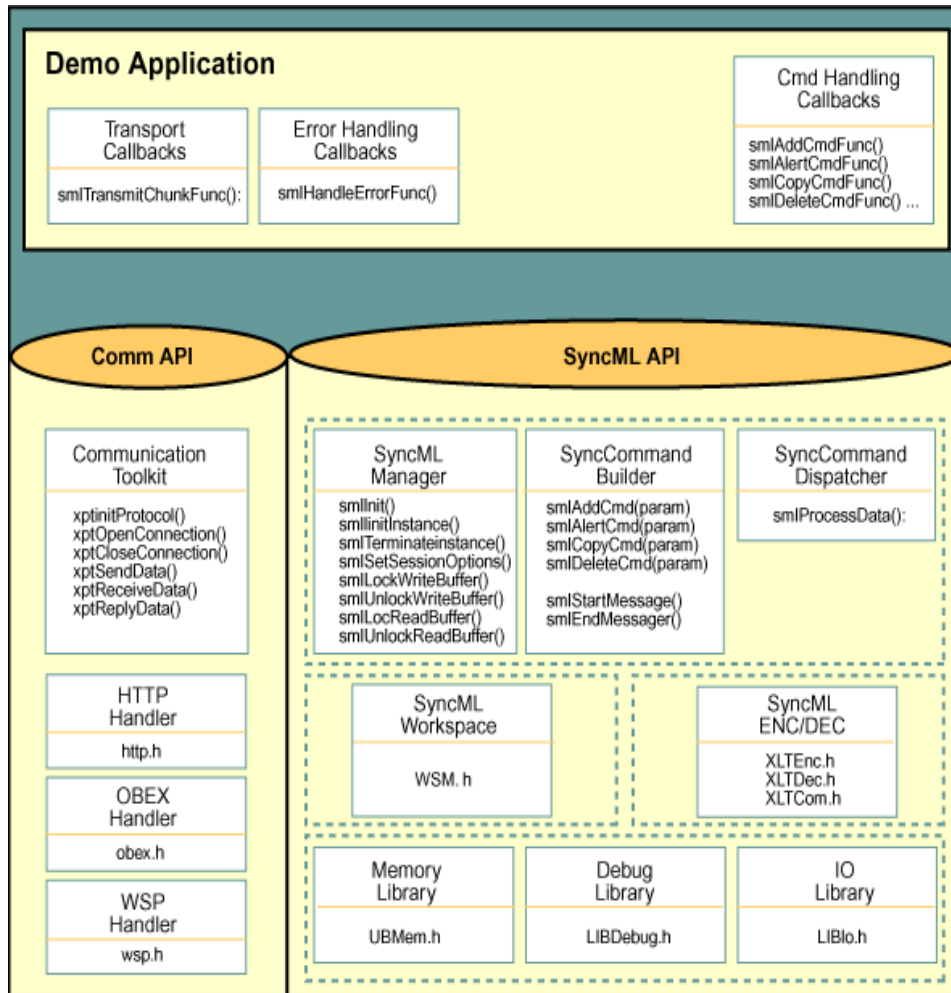 Demo Application
Transport
Callbacks
smlTransmitChunkFunc():
Error Handling
Callbacks
smlHandleErrorFunc()
Cmd Handling
Callbacks
smlAddCmdFunc()
smlAlertCmdFunc()
smlCopyCmdFunc()
smlDeleteCmdFunc() ...
Comm API
SyncML API
Communication
Toolkit
xptinitProtocol()
xptOpenConnection()
xptCloseConnection()
xptSendData()
xptReceiveData()
xptReplyData()
HTTP
Handler
http.h
OBEX
Handler
obex.h
WSP
Handler
wsp.h
SyncML
Manager
smlInit()
smlIinitInstance()
smlTerminateinstance()
smlSetSessionOptions()
smlLockWriteBuffer()
smlUnlockWriteBuffer()
smlLocReadBuffer()
smlUnlockReadBuffer()
SyncCommand
Builder
smlAddCmd(param)
smlAlertCmd(param)
smlCopyCmd(param)
smlDeleteCmd(param)
smlStartMessage()
smlEndMessager()
SyncCommand
Dispatcher
smlProcessData():
SyncML
Workspace
WSM. h
SyncML
ENC/DEC
XLTEnc.h
XLTDec.h
XLTCom.h
Memory
Library
UBMem.h
Debug
Library
LIBDebug.h
IO
Library
LIBIo.h